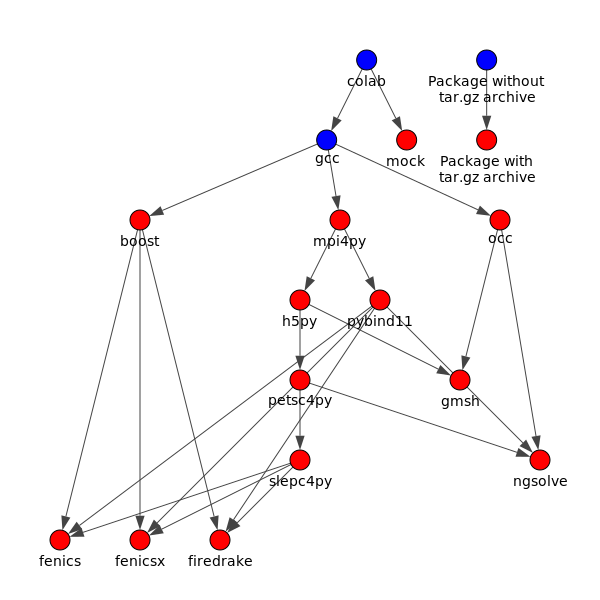 colab
Package without
tar.gz archive
gcc
mock
Package with
tar.gz archive
boost
mpi4py
occ
h5py
pybind11
petsc4py
gmsh
slepc4py
ngsolve
fenics
fenicsx
firedrake